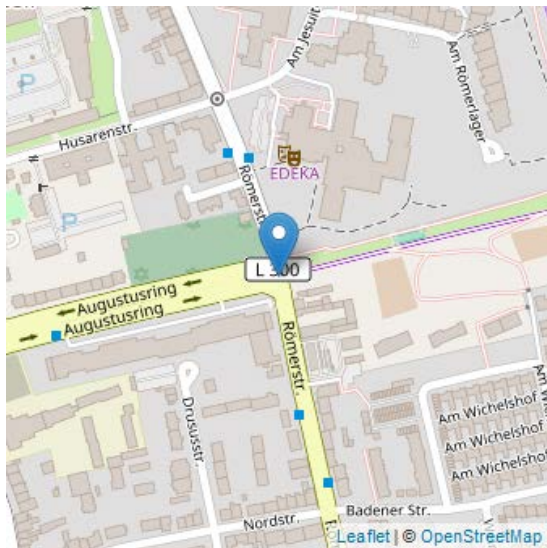 P
Am Jesuit
Am Römerlager
Husarenstr.
EDEKA
Römerst
P
L 300
Augustusring
Augustusring
Römerstr.
Drususstr.
Am Wichelshof
Am Wichelshof
Am Wichelshof
Badener Str.
Nordstr.
Leaflet | © OpenStreetMap